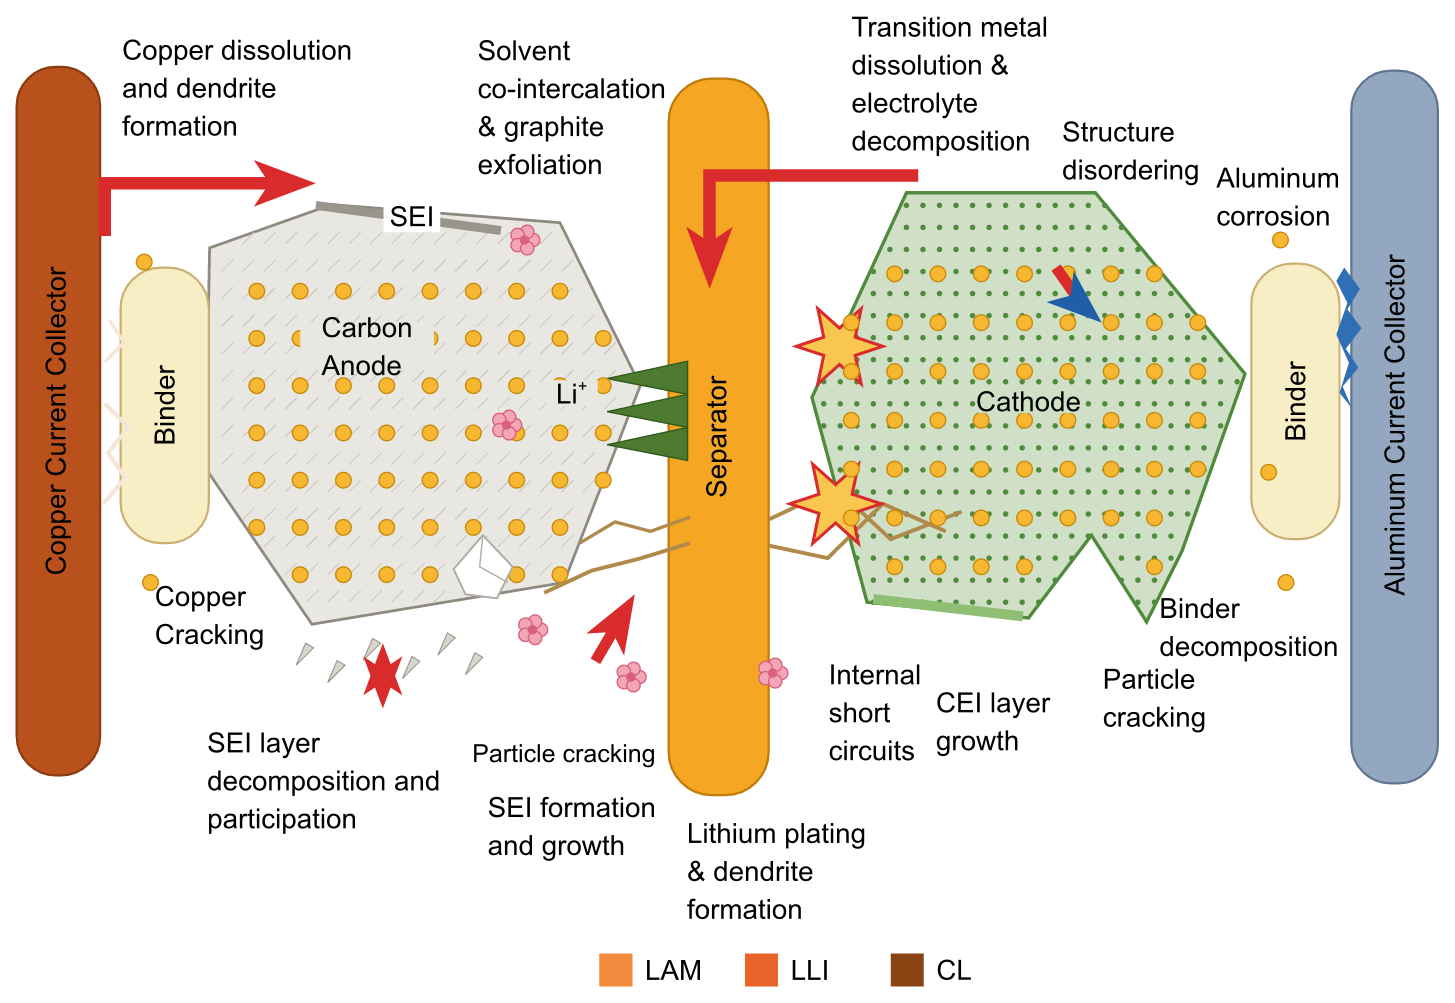 Copper dissolution
and dendrite
formation
Solvent
co-intercalation
& graphite
exfoliation
Transition metal
dissolution &
electrolyte
decomposition
Structure
disordering
Aluminum
corrosion
SEI
Copper Current Collector
Binder
Carbon
Anode
Li⁺
Separator
Cathode
Binder
Aluminum Current Collector
Copper
Cracking
Binder
decomposition
SEI layer
decomposition and
participation
Particle cracking
SEI formation
and growth
Internal
short
circuits
CEI layer
growth
Particle
cracking
Lithium plating
& dendrite
formation
LAM
LLI
CL